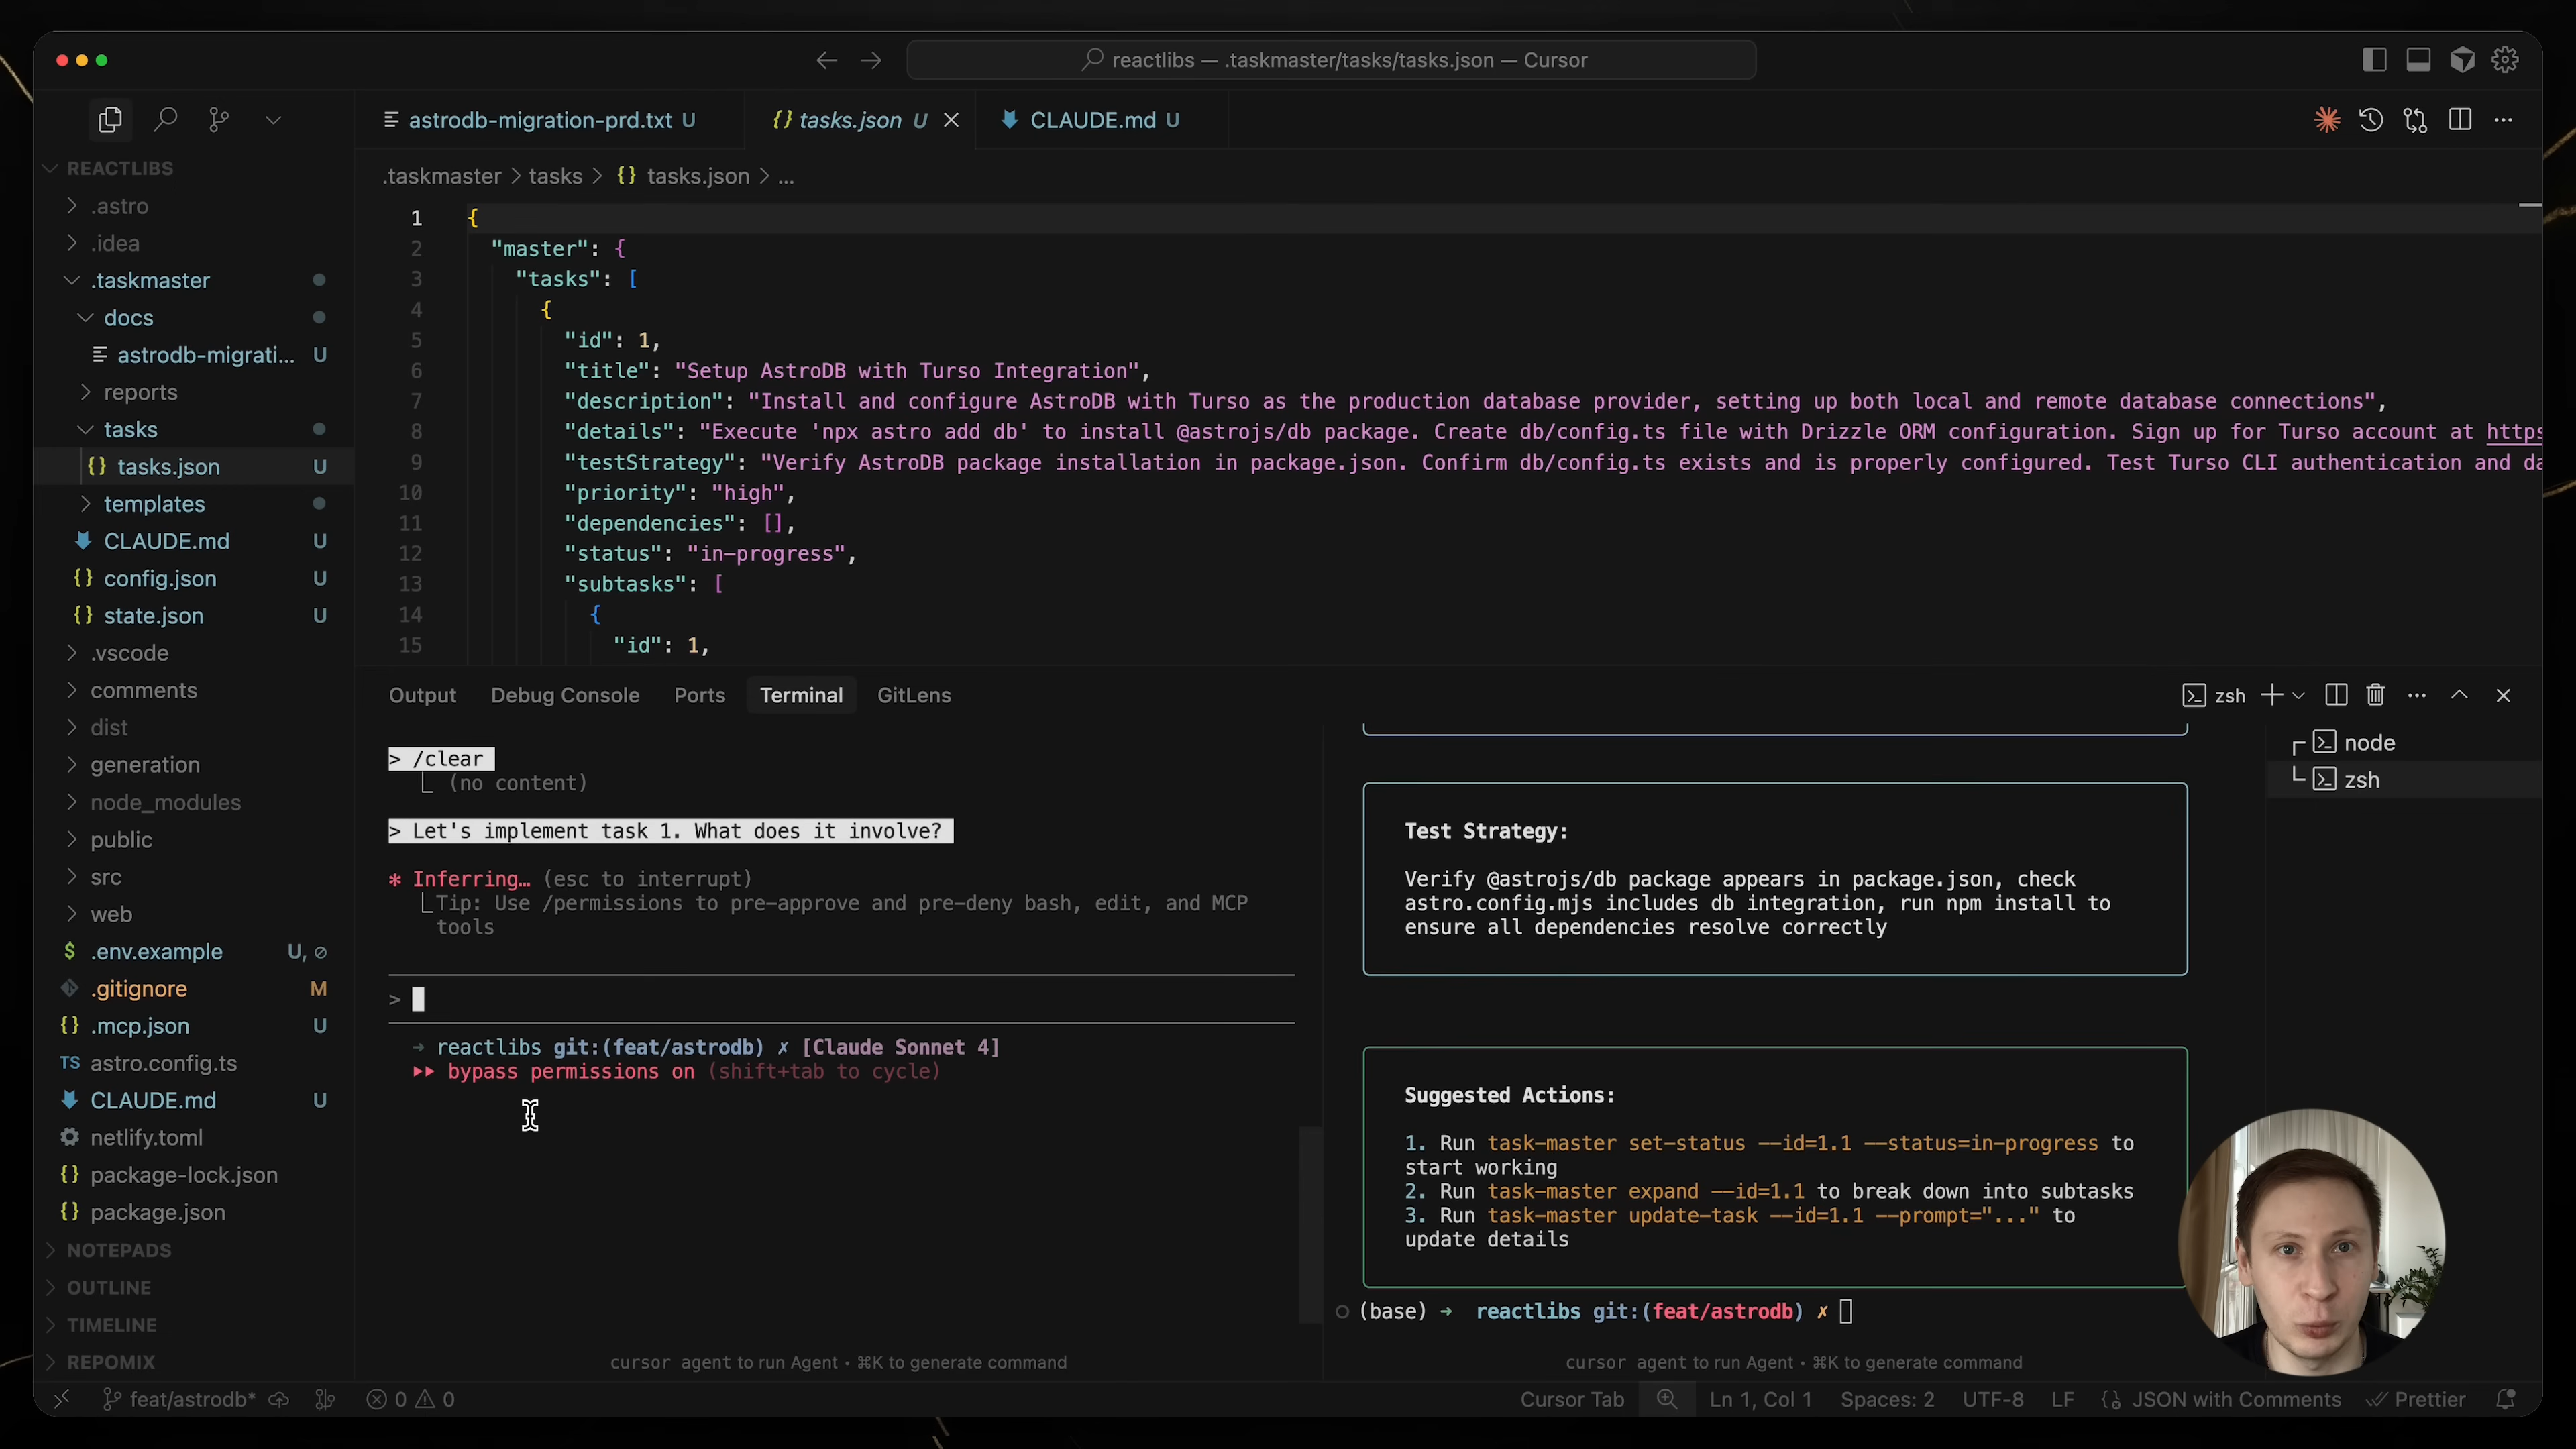 reactlibs — .taskmaster/tasks/tasks.json — Cursor
astrodb-migration-prd.txt U
{} tasks.json U
CLAUDE.md U
REACTLIBS
.astro
.idea
.taskmaster
docs
astrodb-migrati... U
reports
tasks
{} tasks.json U
templates
CLAUDE.md U
{} config.json U
{} state.json U
.vscode
comments
dist
generation
node_modules
public
src
web
$ .env.example U,
.gitignore M
{} .mcp.json U
TS astro.config.ts
CLAUDE.md U
netlify.toml
{} package-lock.json
{} package.json
NOTEPADS
OUTLINE
TIMELINE
REPOMIX
.taskmaster > tasks > {} tasks.json > ...
1 {
2 "master": {
3 "tasks": [
4 {
5 "id": 1,
6 "title": "Setup AstroDB with Turso Integration",
7 "description": "Install and configure AstroDB with Turso as the production database provider, setting up both local and remote database connections",
8 "details": "Execute 'npx astro add db' to install @astrojs/db package. Create db/config.ts file with Drizzle ORM configuration. Sign up for Turso account at https
9 "testStrategy": "Verify AstroDB package installation in package.json. Confirm db/config.ts exists and is properly configured. Test Turso CLI authentication and da
10 "priority": "high",
11 "dependencies": [],
12 "status": "in-progress",
13 "subtasks": [
14 {
15 "id": 1,
Output Debug Console Ports Terminal GitLens
zsh
> /clear
(no content)
> Let's implement task 1. What does it involve?
* Inferring… (esc to interrupt)
Tip: Use /permissions to pre-approve and pre-deny bash, edit, and MCP
tools
>
→ reactlibs git:(feat/astrodb) ✗ [Claude Sonnet 4]
bypass permissions on (shift+tab to cycle)
cursor agent to run Agent • ⌘K to generate command
Test Strategy:
Verify @astrojs/db package appears in package.json, check
astro.config.mjs includes db integration, run npm install to
ensure all dependencies resolve correctly
Suggested Actions:
1. Run task-master set-status --id=1.1 --status=in-progress to
start working
2. Run task-master expand --id=1.1 to break down into subtasks
3. Run task-master update-task --id=1.1 --prompt="..." to
update details
(base) → reactlibs git:(feat/astrodb) ✗
cursor agent to run Agent • ⌘K to generate command
node
zsh
feat/astrodb* 0 0
Cursor Tab Ln 1, Col 1 Spaces: 2 UTF-8 LF JSON with Comments Prettier